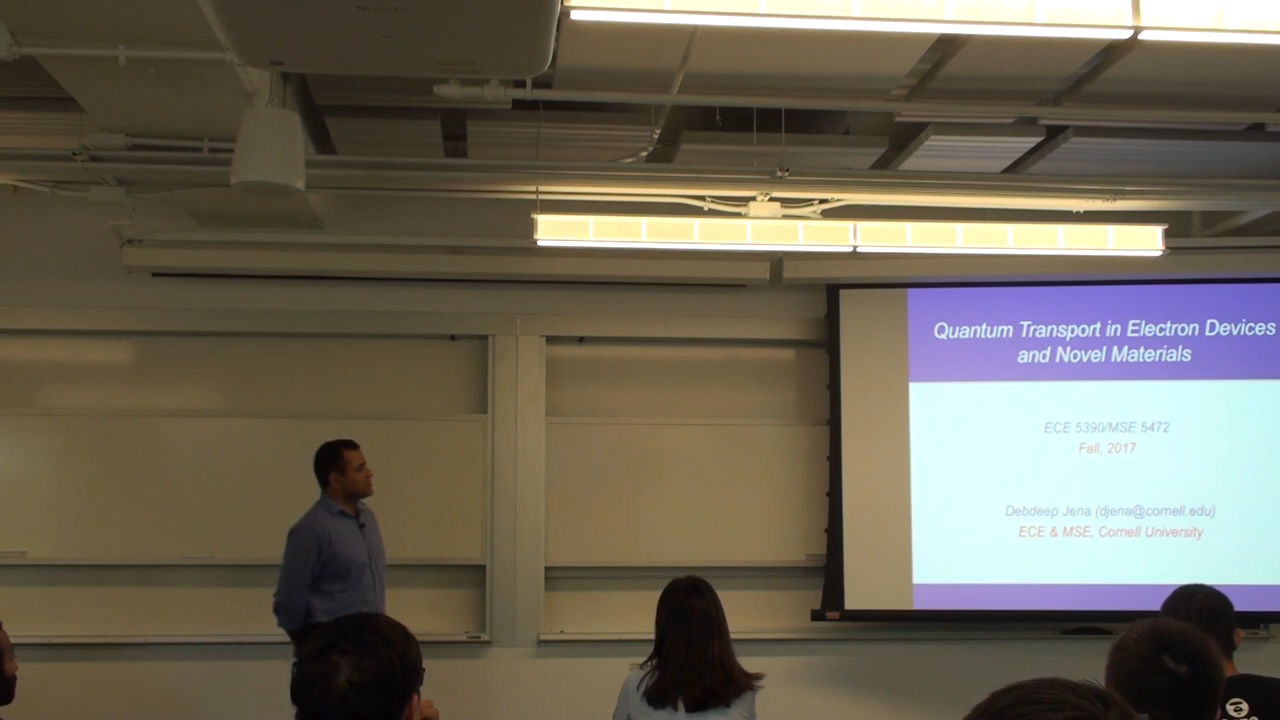 Quantum Transport in Electron Devices
and Novel Materials
ECE 5390/MSE 5472
Fall, 2017
Debdeep Jena (djena@cornell.edu)
ECE & MSE, Cornell University